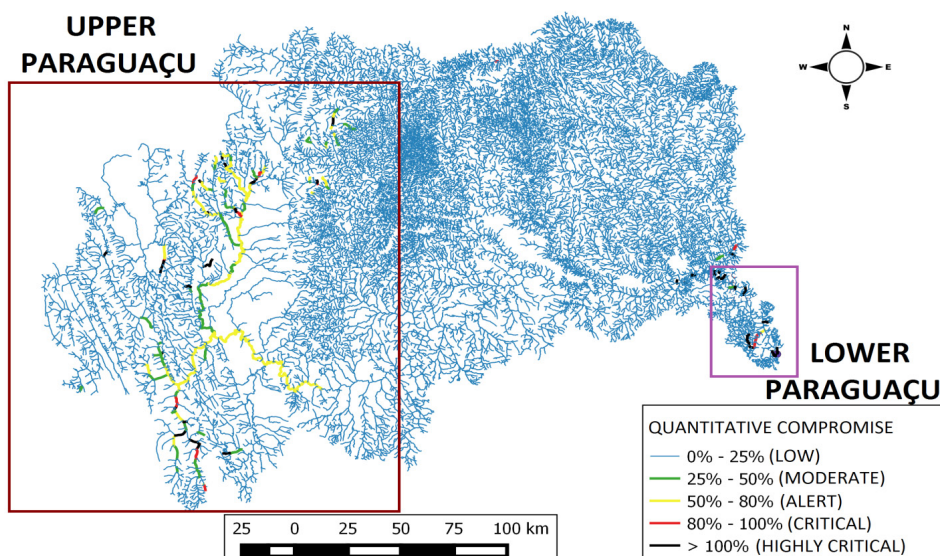 UPPER
PARAGUAÇU
N
W E
S
LOWER
PARAGUAÇU
QUANTITATIVE COMPROMISE
0% - 25% (LOW)
25% - 50% (MODERATE)
50% - 80% (ALERT)
80% - 100% (CRITICAL)
> 100% (HIGHLY CRITICAL)
25 0 25 50 75 100 km